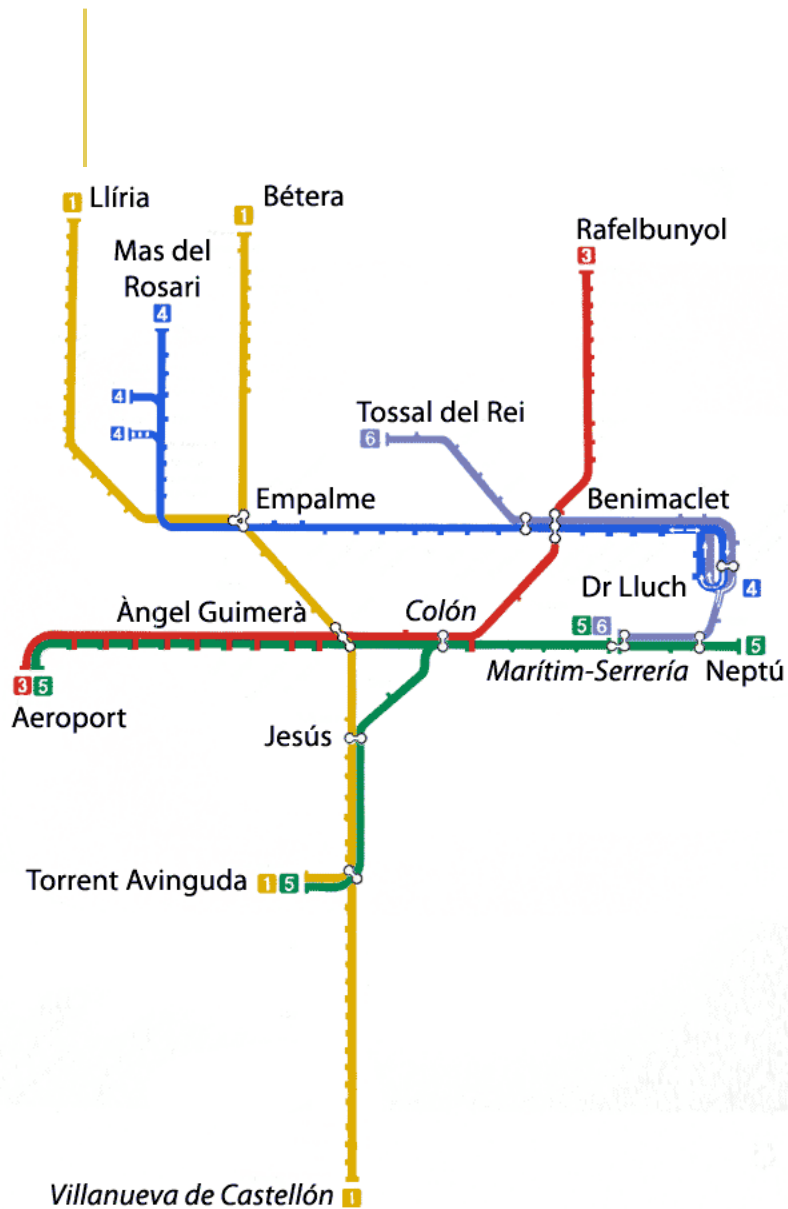 1 Llíria
1 Bétera
Mas del
Rosari
4
Rafelbunyol
3
4
4
Tossal del Rei
6
Empalme
Benimaclet
Dr Lluch
4
Àngel Guimerà
Colón
5 6
5
Marítim-Serrería
Neptú
3 5
Aeroport
Jesús
Torrent Avinguda 1 5
Villanueva de Castellón 1